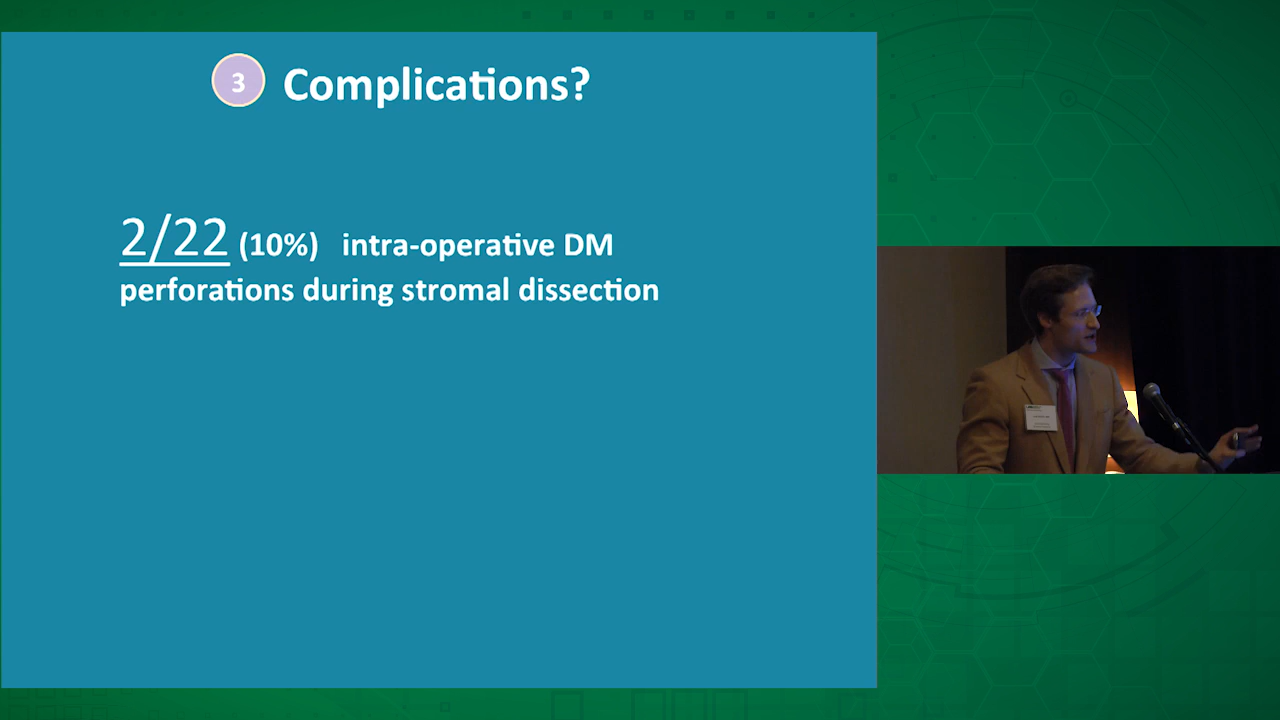 3 Complications?
2/22 (10%) intra-operative DM
perforations during stromal dissection